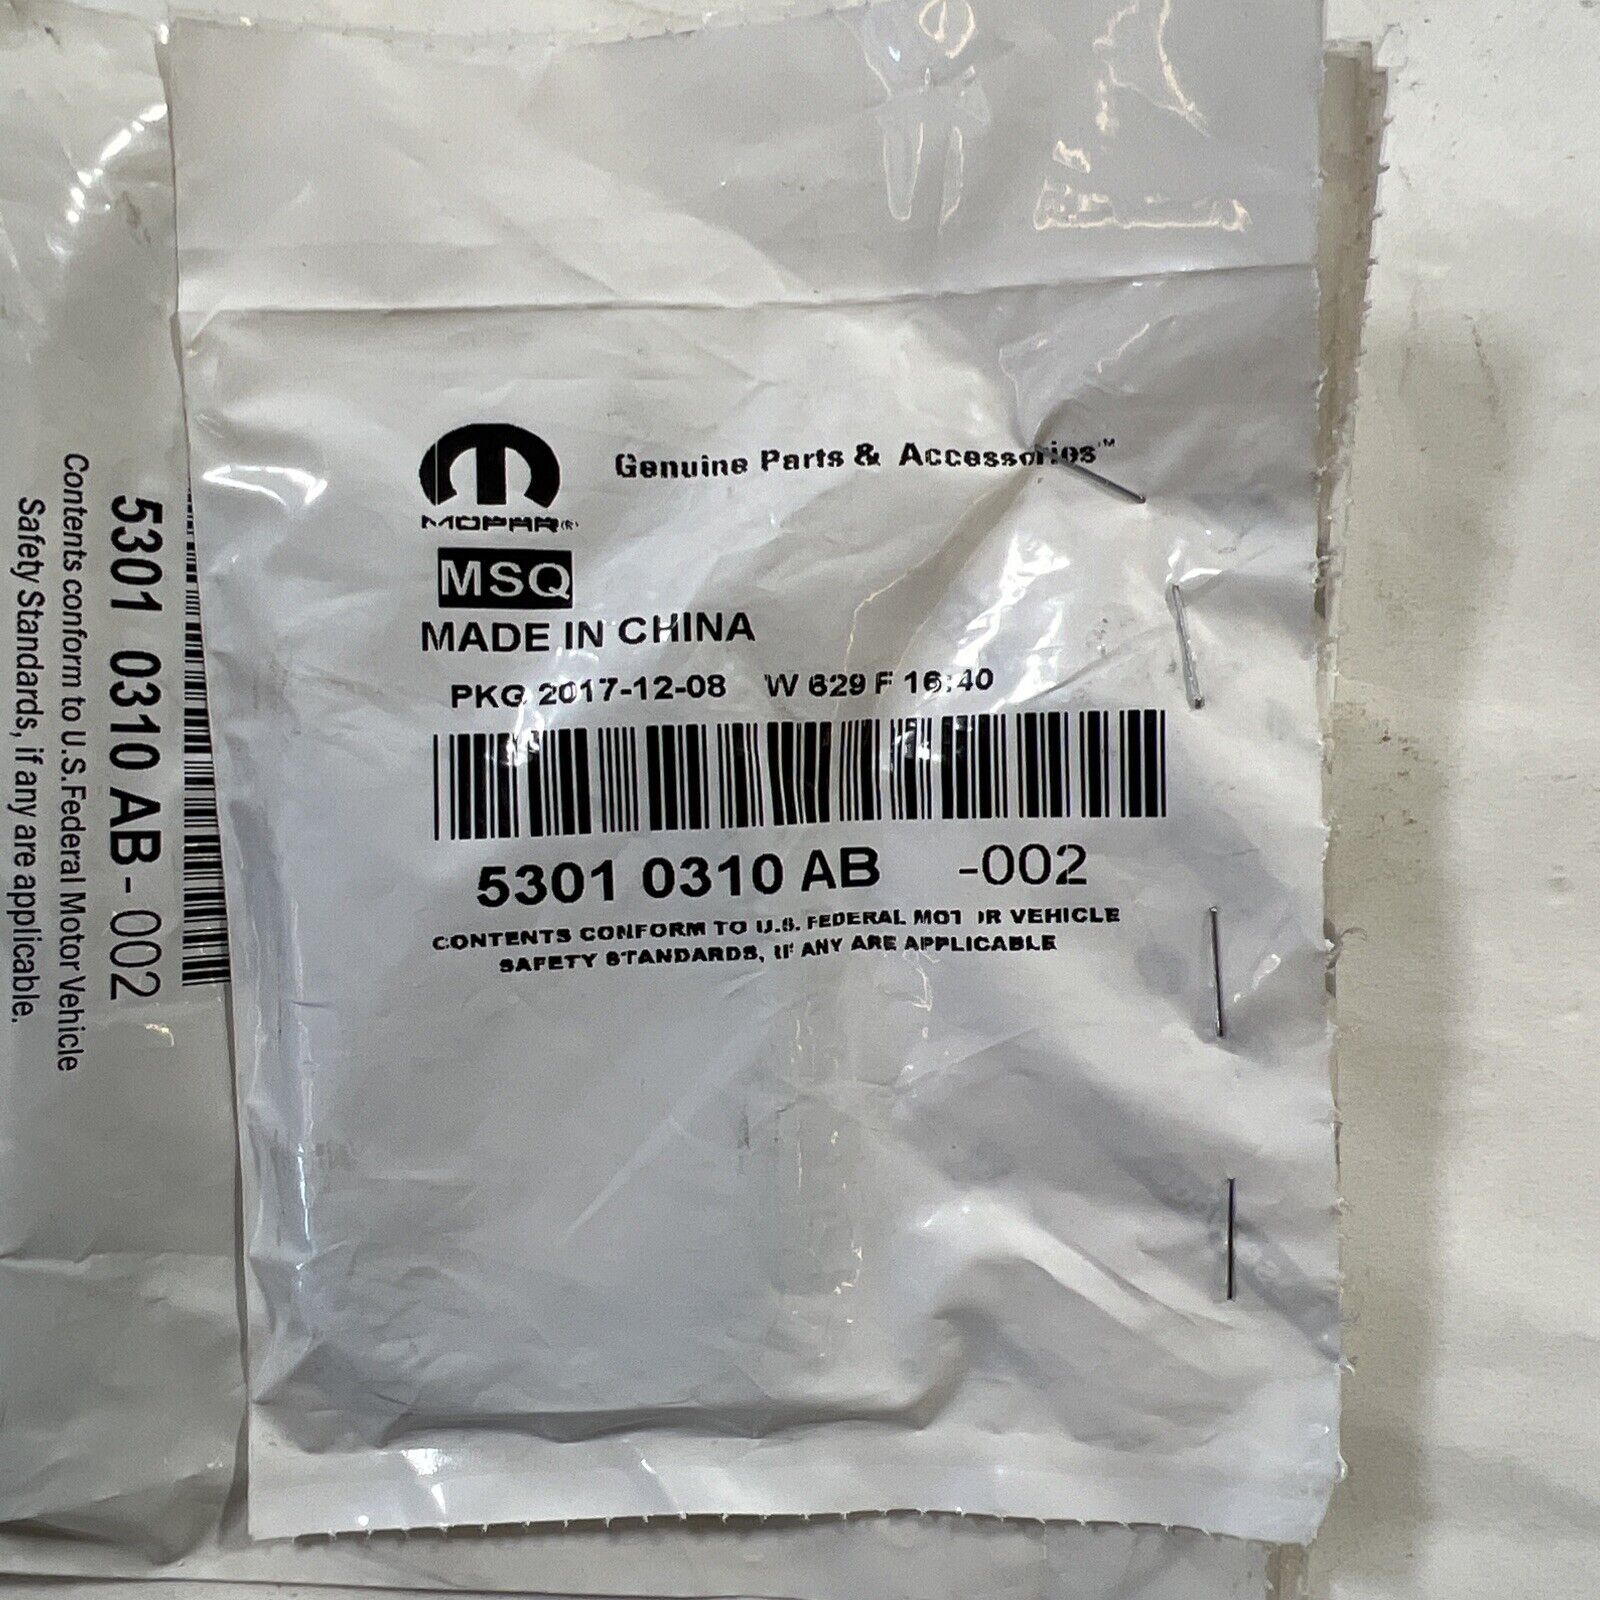 Genuine Parts & Accessories™
MOPAR®
MSQ
MADE IN CHINA
PKG 2017-12-08 W 629 F 16:40
5301 0310 AB -002
CONTENTS CONFORM TO U.S. FEDERAL MOTOR VEHICLE
SAFETY STANDARDS, IF ANY ARE APPLICABLE
5301 0310 AB - 002
Contents conform to U.S. Federal Motor Vehicle
Safety Standards, if any are applicable.